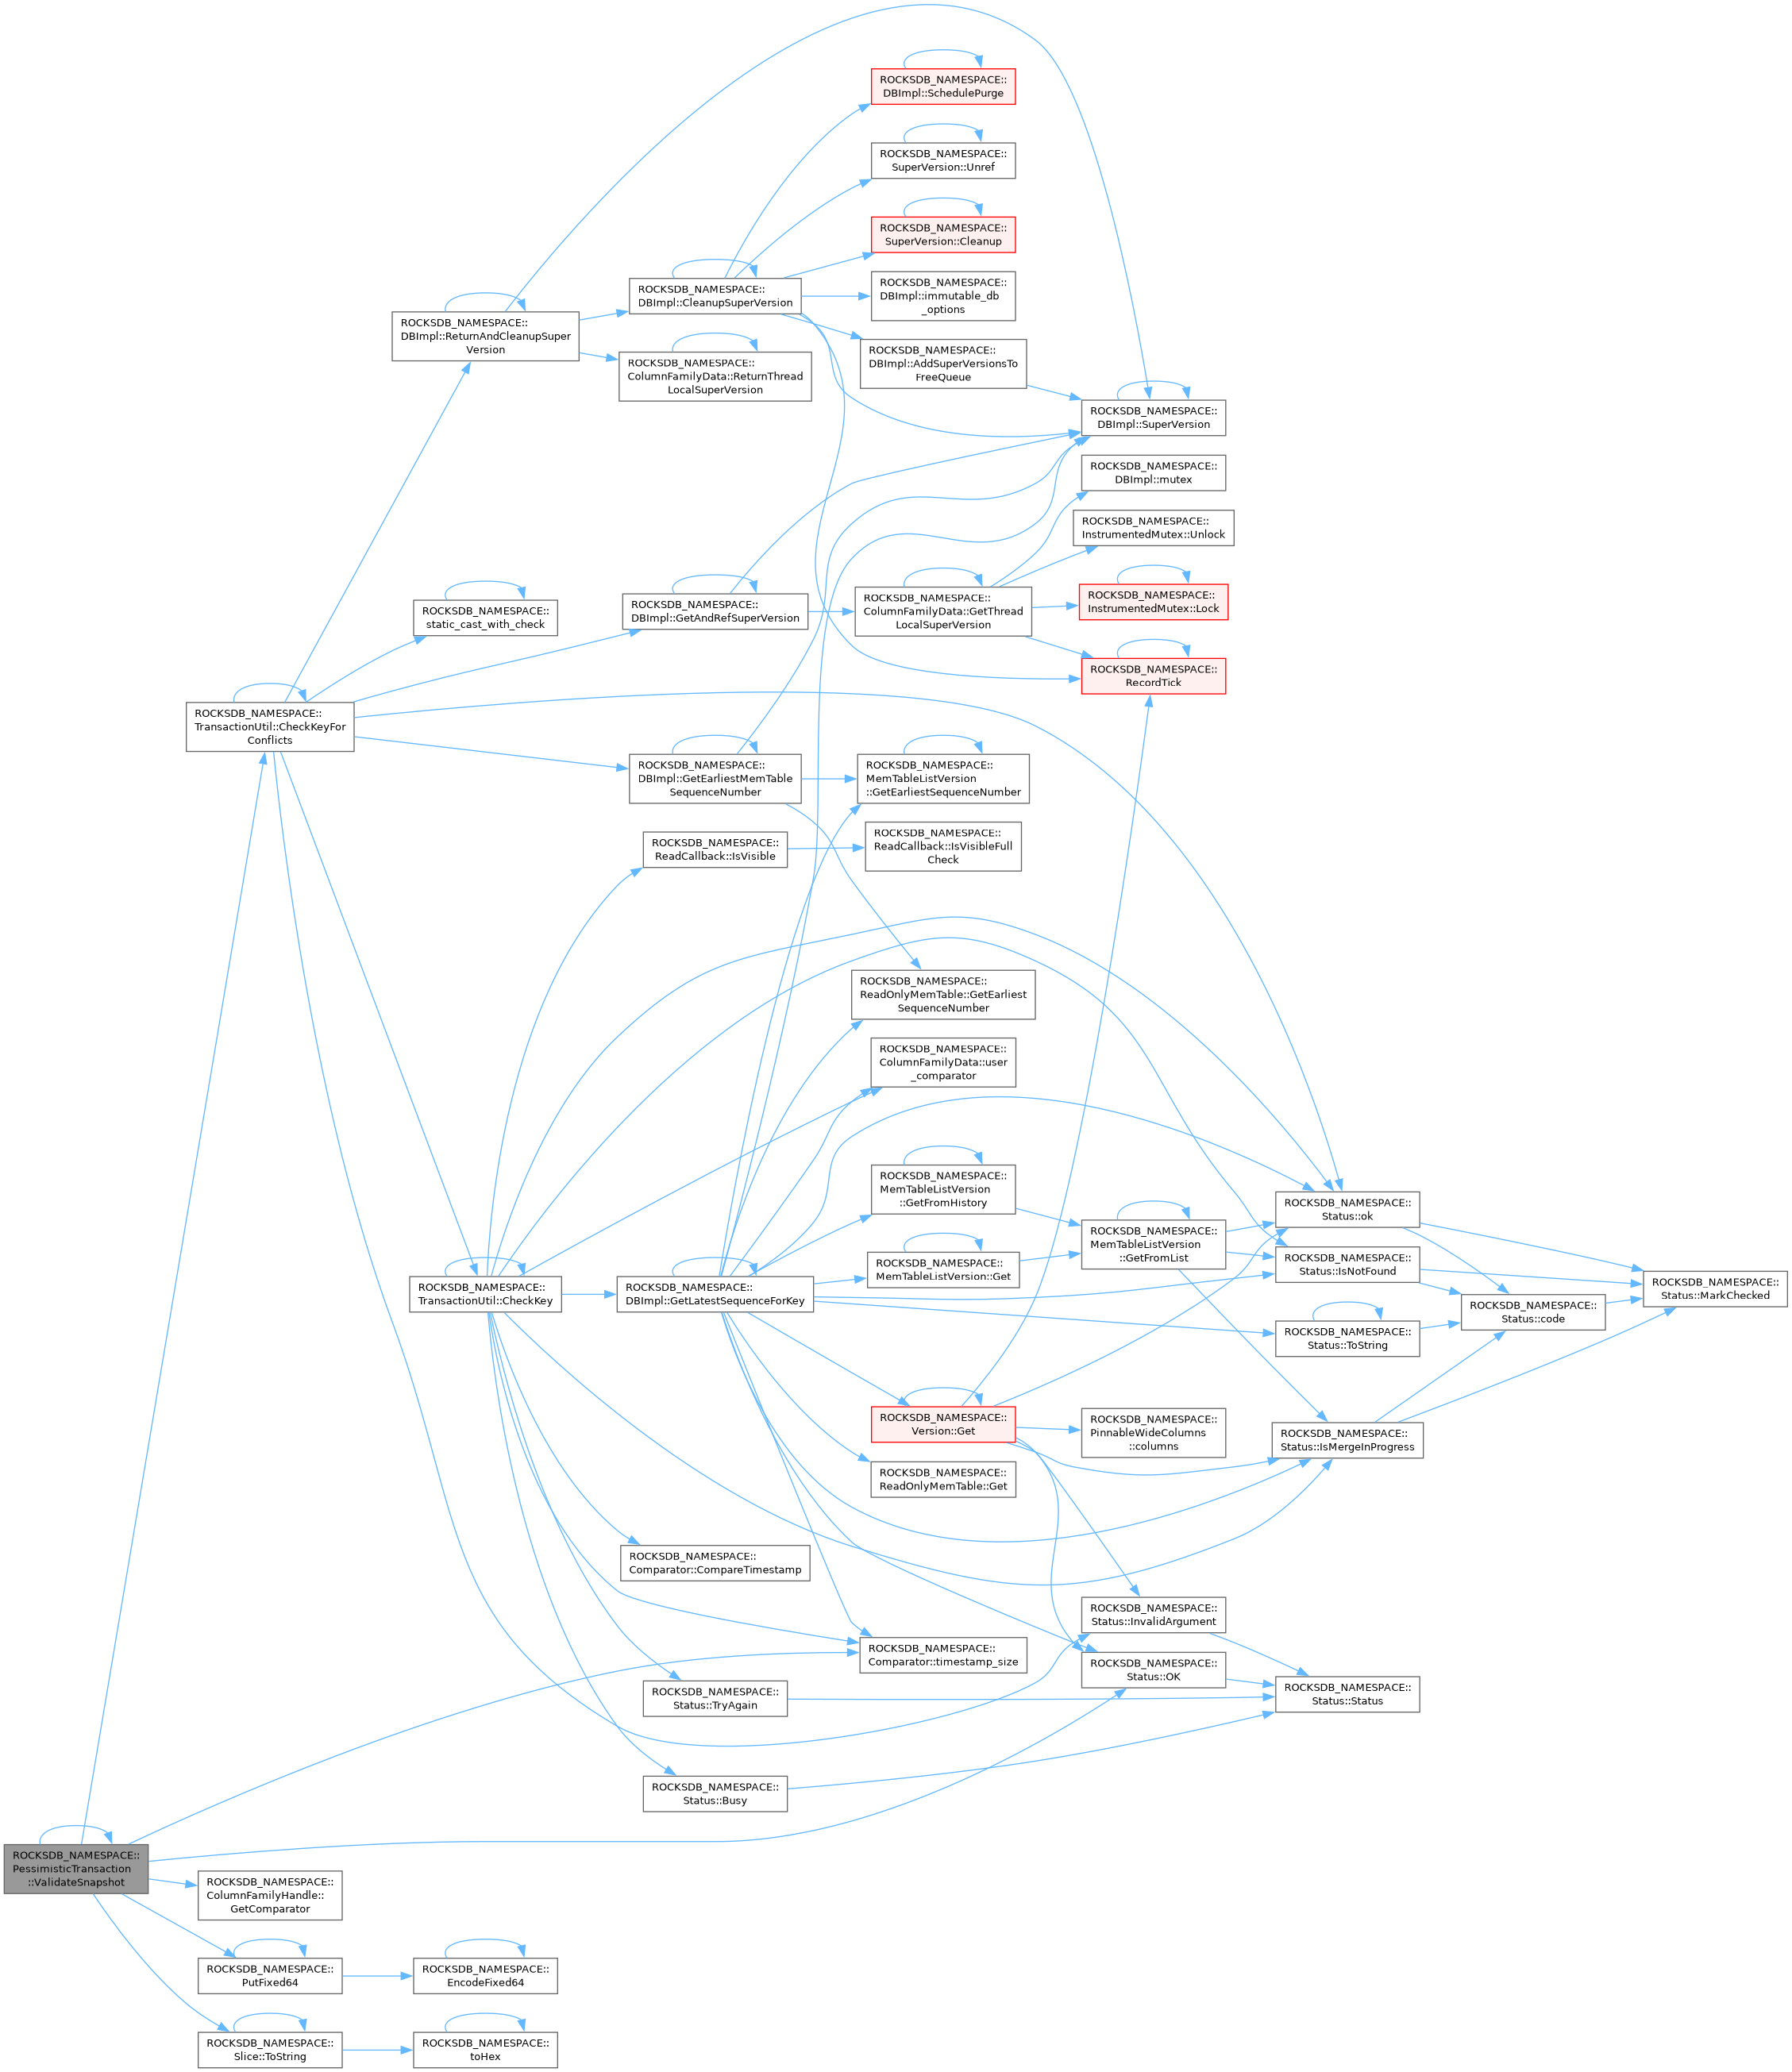 ROCKSDB_NAMESPACE::
PessimisticTransaction
::ValidateSnapshot
ROCKSDB_NAMESPACE::
TransactionUtil::CheckKeyFor
Conflicts
ROCKSDB_NAMESPACE::
ColumnFamilyHandle::
GetComparator
ROCKSDB_NAMESPACE::
PutFixed64
ROCKSDB_NAMESPACE::
Slice::ToString
ROCKSDB_NAMESPACE::
DBImpl::ReturnAndCleanupSuper
Version
ROCKSDB_NAMESPACE::
static_cast_with_check
ROCKSDB_NAMESPACE::
TransactionUtil::CheckKey
ROCKSDB_NAMESPACE::
EncodeFixed64
ROCKSDB_NAMESPACE::
toHex
ROCKSDB_NAMESPACE::
DBImpl::CleanupSuperVersion
ROCKSDB_NAMESPACE::
ColumnFamilyData::ReturnThread
LocalSuperVersion
ROCKSDB_NAMESPACE::
DBImpl::GetAndRefSuperVersion
ROCKSDB_NAMESPACE::
DBImpl::GetEarliestMemTable
SequenceNumber
ROCKSDB_NAMESPACE::
ReadCallback::IsVisible
ROCKSDB_NAMESPACE::
DBImpl::GetLatestSequenceForKey
ROCKSDB_NAMESPACE::
Comparator::CompareTimestamp
ROCKSDB_NAMESPACE::
Status::TryAgain
ROCKSDB_NAMESPACE::
Status::Busy
ROCKSDB_NAMESPACE::
DBImpl::SchedulePurge
ROCKSDB_NAMESPACE::
SuperVersion::Unref
ROCKSDB_NAMESPACE::
SuperVersion::Cleanup
ROCKSDB_NAMESPACE::
DBImpl::immutable_db
_options
ROCKSDB_NAMESPACE::
DBImpl::AddSuperVersionsTo
FreeQueue
ROCKSDB_NAMESPACE::
ColumnFamilyData::GetThread
LocalSuperVersion
ROCKSDB_NAMESPACE::
MemTableListVersion
::GetEarliestSequenceNumber
ROCKSDB_NAMESPACE::
ReadCallback::IsVisibleFull
Check
ROCKSDB_NAMESPACE::
ReadOnlyMemTable::GetEarliest
SequenceNumber
ROCKSDB_NAMESPACE::
ColumnFamilyData::user
_comparator
ROCKSDB_NAMESPACE::
MemTableListVersion
::GetFromHistory
ROCKSDB_NAMESPACE::
MemTableListVersion::Get
ROCKSDB_NAMESPACE::
Version::Get
ROCKSDB_NAMESPACE::
ReadOnlyMemTable::Get
ROCKSDB_NAMESPACE::
Comparator::timestamp_size
ROCKSDB_NAMESPACE::
DBImpl::SuperVersion
ROCKSDB_NAMESPACE::
DBImpl::mutex
ROCKSDB_NAMESPACE::
InstrumentedMutex::Unlock
ROCKSDB_NAMESPACE::
InstrumentedMutex::Lock
ROCKSDB_NAMESPACE::
RecordTick
ROCKSDB_NAMESPACE::
MemTableListVersion
::GetFromList
ROCKSDB_NAMESPACE::
PinnableWideColumns
::columns
ROCKSDB_NAMESPACE::
Status::InvalidArgument
ROCKSDB_NAMESPACE::
Status::OK
ROCKSDB_NAMESPACE::
Status::ok
ROCKSDB_NAMESPACE::
Status::IsNotFound
ROCKSDB_NAMESPACE::
Status::ToString
ROCKSDB_NAMESPACE::
Status::IsMergeInProgress
ROCKSDB_NAMESPACE::
Status::Status
ROCKSDB_NAMESPACE::
Status::code
ROCKSDB_NAMESPACE::
Status::MarkChecked